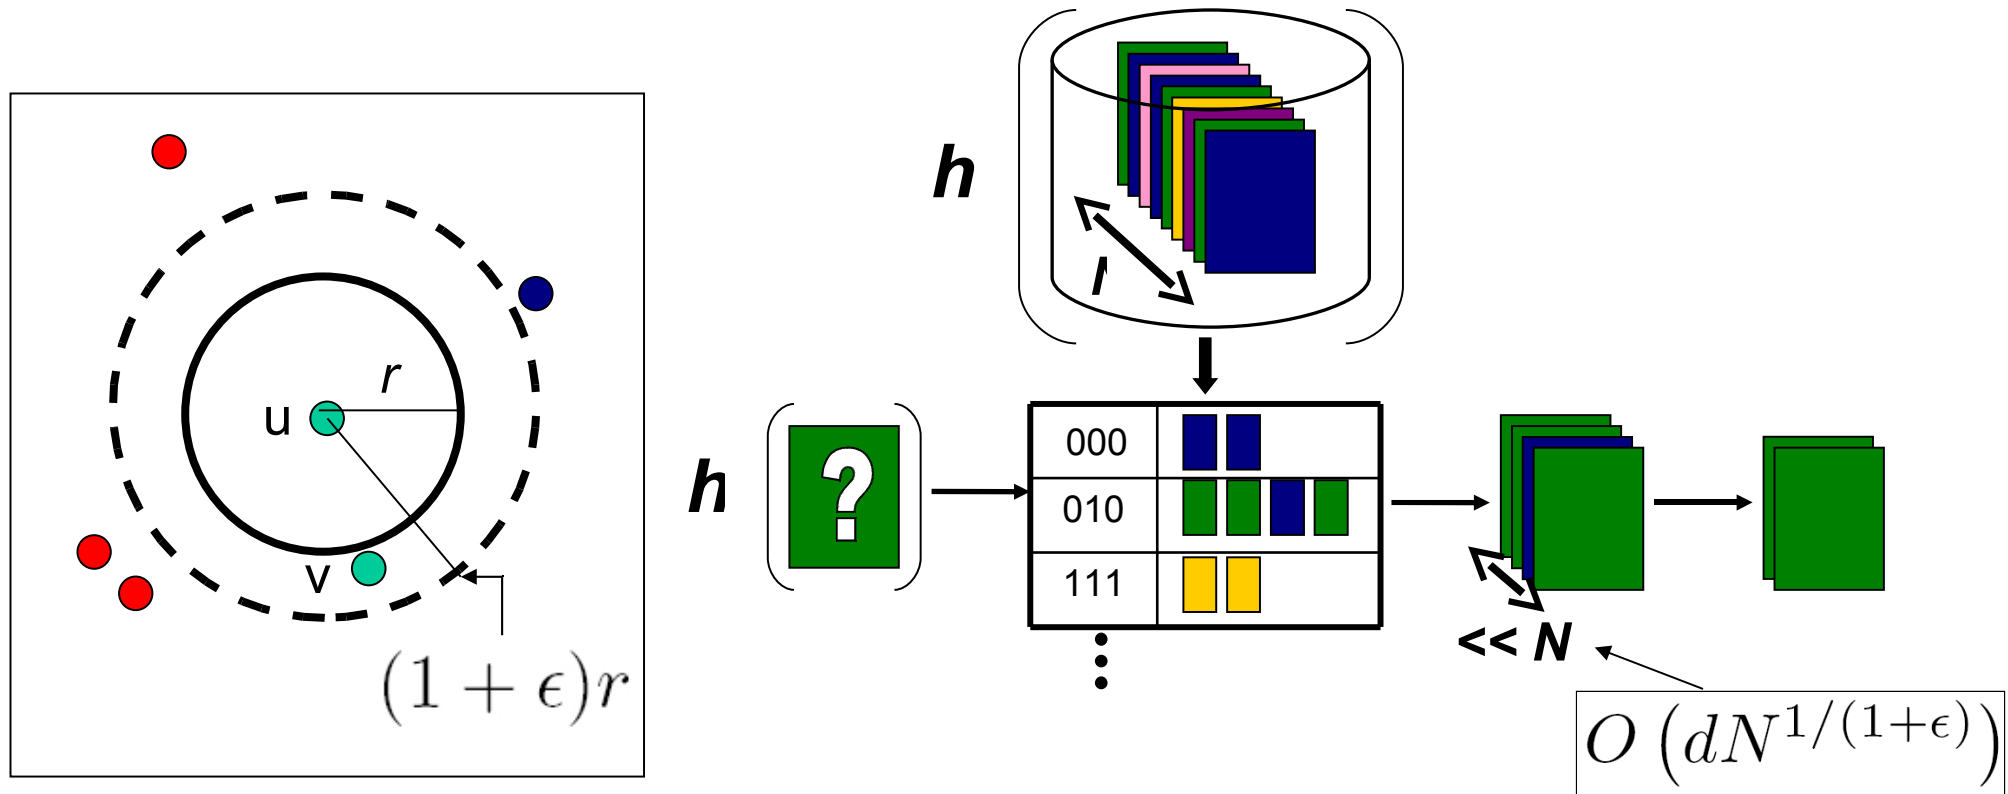 u
r
v
(1 + ϵ)r
h
h
?
000
010
111
<< N
O (dN^{1/(1+ϵ)})